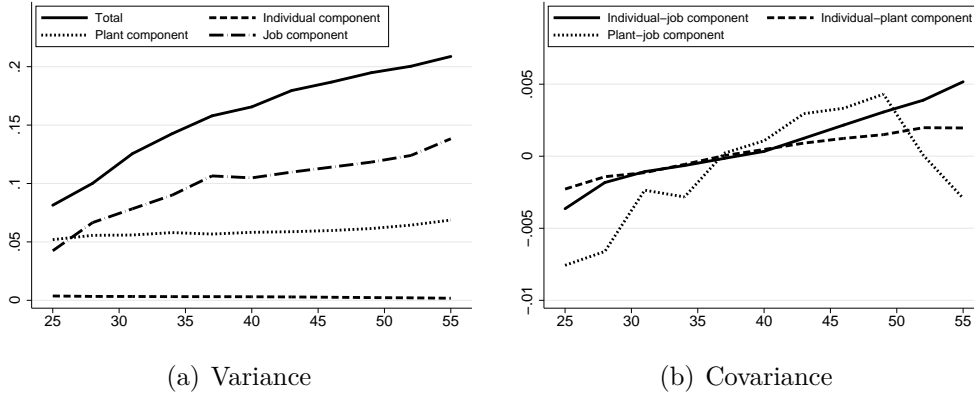 Total
Individual component
Plant component
Job component
.2
.15
.1
.05
0
25 30 35 40 45 50 55
(a) Variance
Individual-job component
Individual-plant component
Plant-job component
.005
0
-.005
-.01
25 30 35 40 45 50 55
(b) Covariance